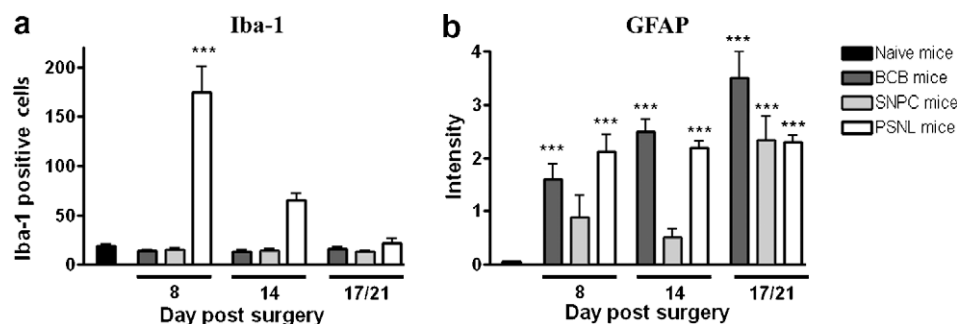 a
Iba-1
Iba-1 positive cells
200
150
100
50
0
***
8
14
17/21
Day post surgery
b
GFAP
Intensity
4
3
2
1
0
***
***
***
***
***
***
***
8
14
17/21
Day post surgery
Naive mice
BCB mice
SNPC mice
PSNL mice